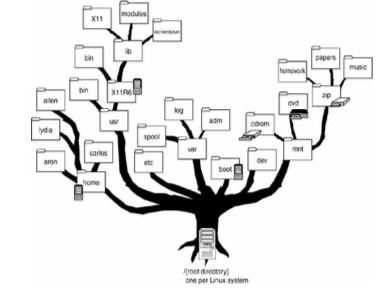 X11
modules
bin
lib
papers
music
homework
allen
bin
X11R6
dvd
zip
log
adm
cdrom
lydia
usr
spool
aron
carlos
var
mnt
etc
boot
dev
home
/(root directory)
one per Linux system